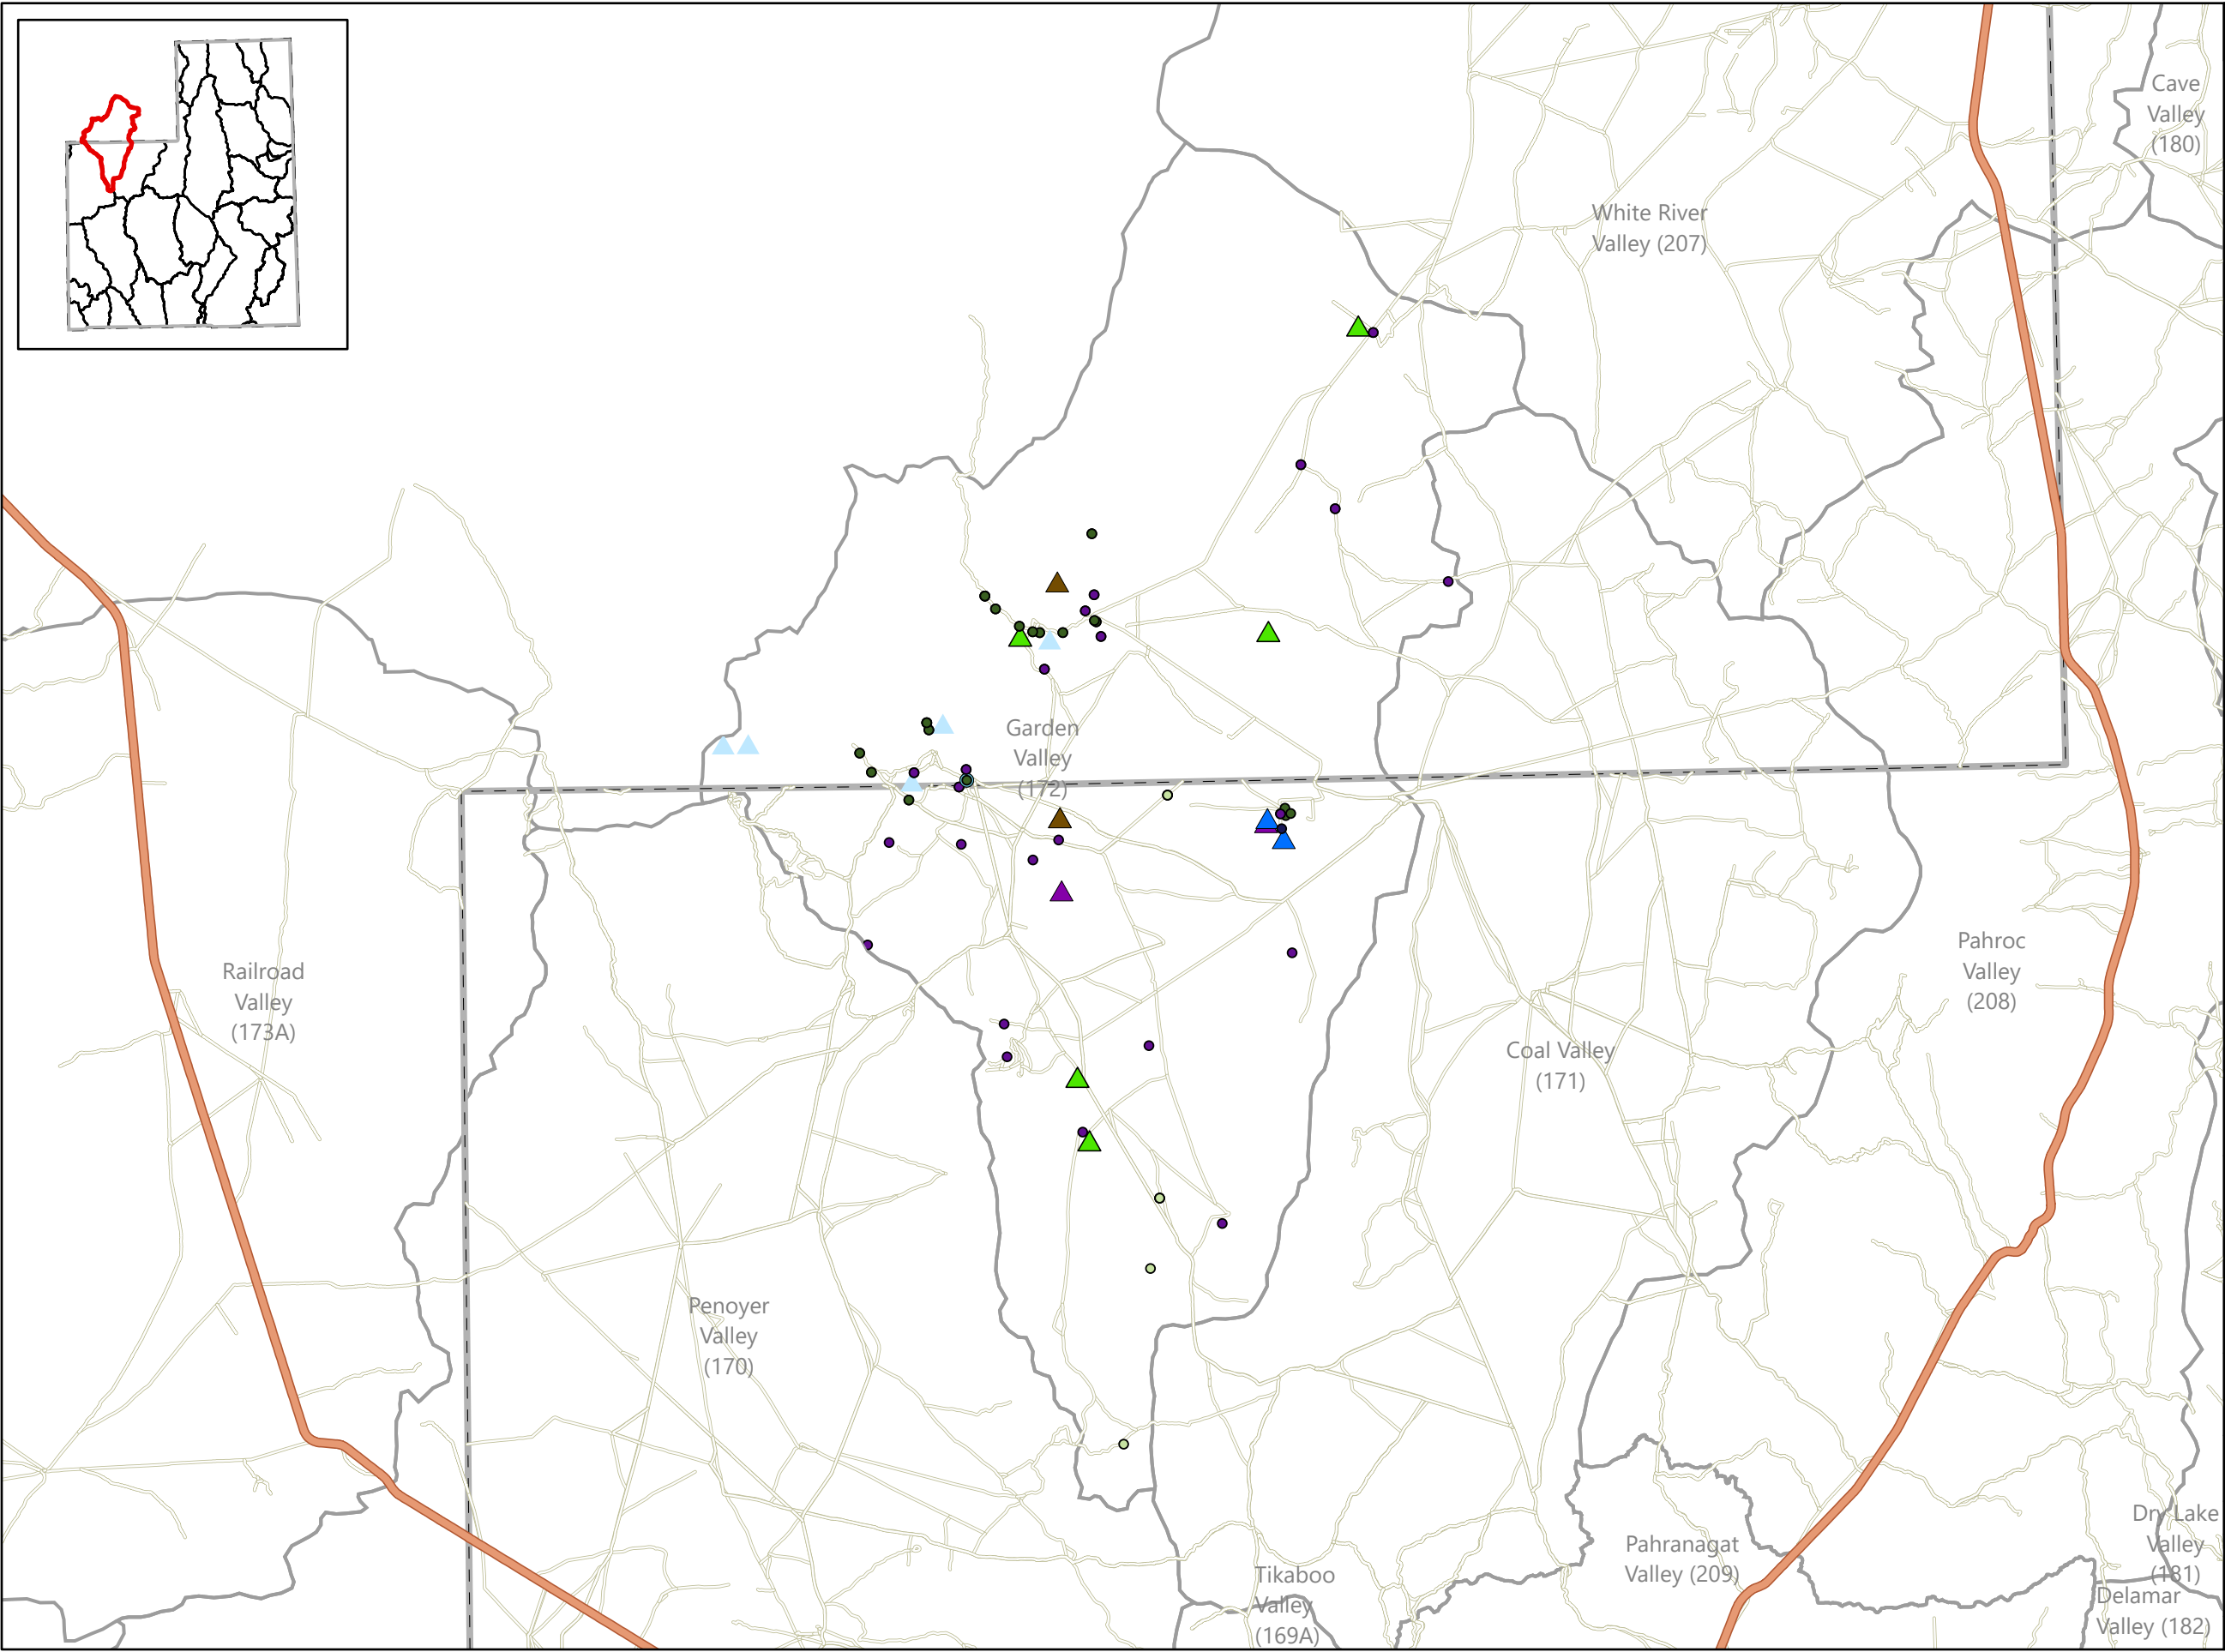 Cave
Valley
(180)
White River
Valley (207)
Garden
Valley
(172)
Railroad
Valley
(173A)
Pahroc
Valley
(208)
Coal Valley
(171)
Penoyer
Valley
(170)
Pahranagat
Valley (209)
Dry Lake
Valley
(181)
Tikaboo
Valley
(169A)
Delamar
Valley (182)